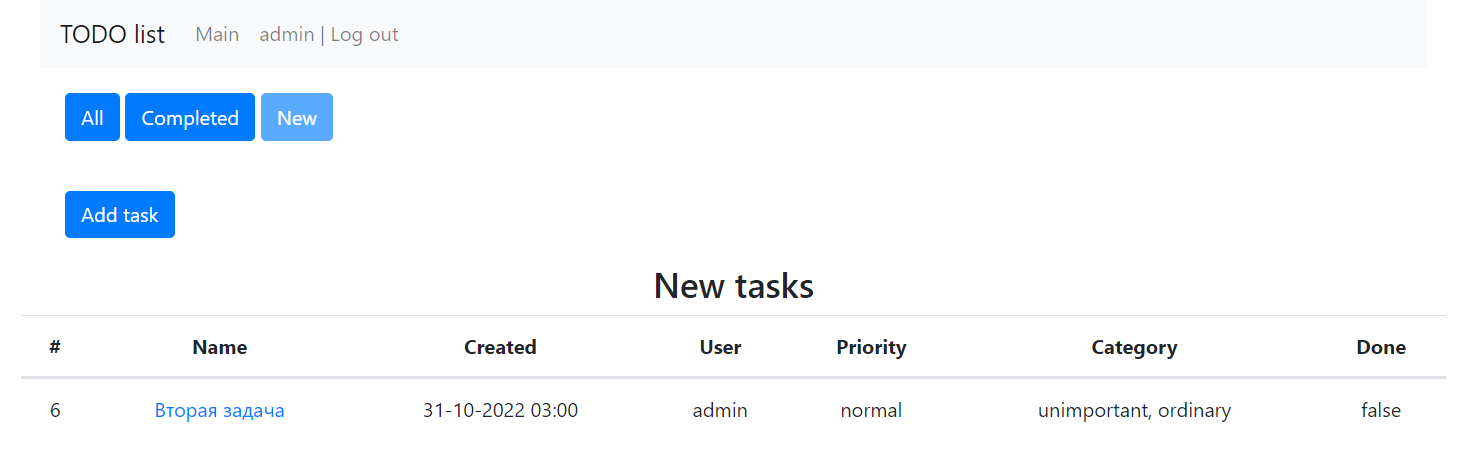 TODO list Main admin | Log out
All Completed New
Add task
New tasks
# Name Created User Priority Category Done
6 Вторая задача 31-10-2022 03:00 admin normal unimportant, ordinary false